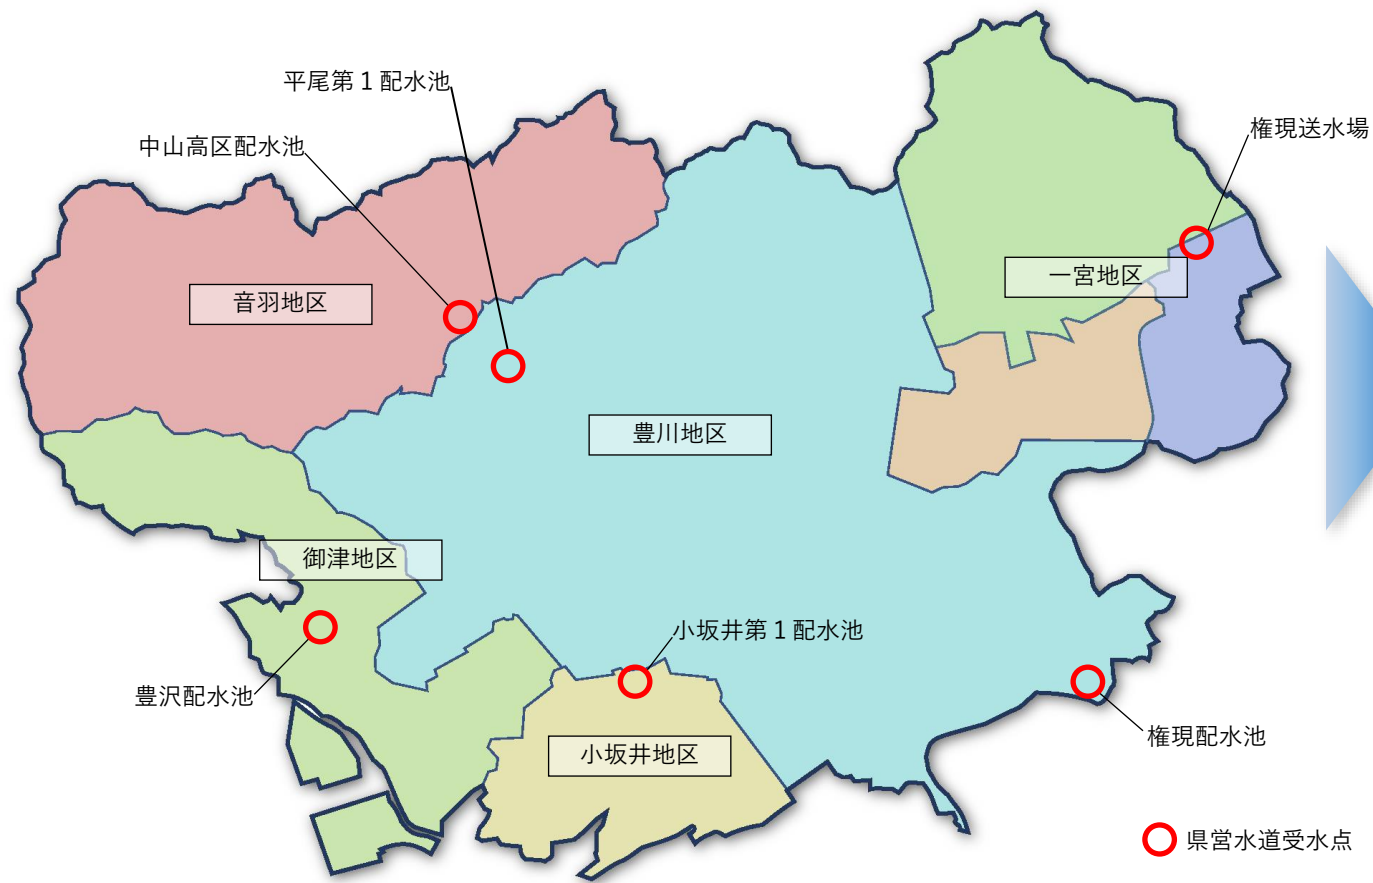 平尾第１配水池
中山高区配水池
権現送水場
一宮地区
音羽地区
豊川地区
御津地区
小坂井第１配水池
豊沢配水池
権現配水池
小坂井地区
県営水道受水点